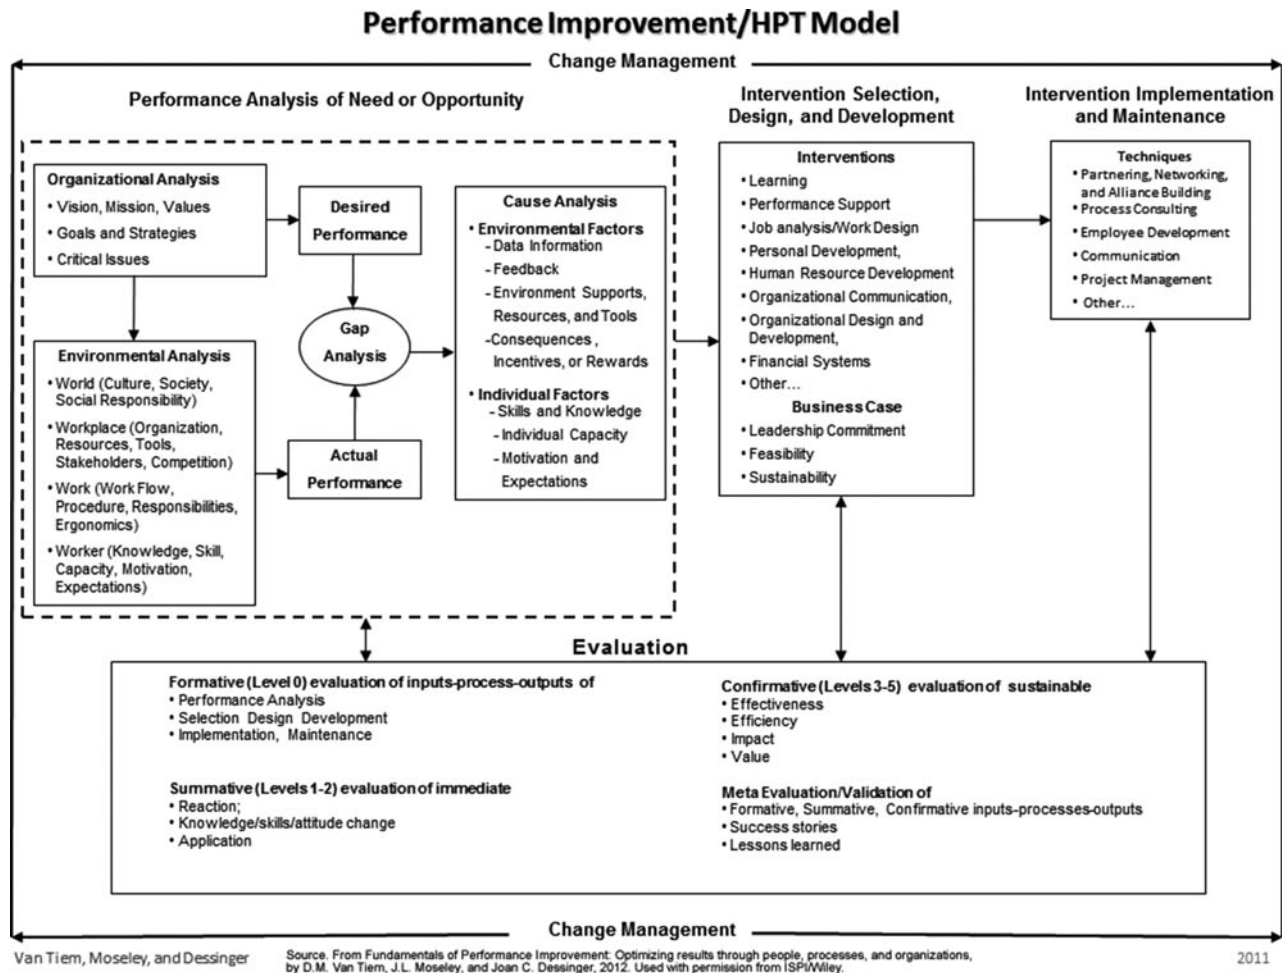 Performance Improvement/HPT Model
Change Management
Performance Analysis of Need or Opportunity
Organizational Analysis
• Vision, Mission, Values
• Goals and Strategies
• Critical Issues
Environmental Analysis
• World (Culture, Society,
Social Responsibility)
• Workplace (Organization,
Resources, Tools,
Stakeholders, Competition)
• Work (Work Flow,
Procedure, Responsibilities,
Ergonomics)
• Worker (Knowledge, Skill,
Capacity, Motivation,
Expectations)
Desired
Performance
Gap
Analysis
Actual
Performance
Cause Analysis
• Environmental Factors
- Data Information
- Feedback
- Environment Supports,
Resources, and Tools
- Consequences ,
Incentives, or Rewards
• Individual Factors
- Skills and Knowledge
- Individual Capacity
- Motivation and
Expectations
Intervention Selection,
Design, and Development
Interventions
• Learning
• Performance Support
• Job analysis/Work Design
• Personal Development,
• Human Resource Development
• Organizational Communication,
• Organizational Design and
Development,
• Financial Systems
• Other...
Business Case
• Leadership Commitment
• Feasibility
• Sustainability
Intervention Implementation
and Maintenance
Techniques
• Partnering, Networking,
and Alliance Building
• Process Consulting
• Employee Development
• Communication
• Project Management
• Other...
Evaluation
Formative (Level 0) evaluation of inputs-process-outputs of
• Performance Analysis
• Selection Design Development
• Implementation, Maintenance
Summative (Levels 1-2) evaluation of immediate
• Reaction;
• Knowledge/skills/attitude change
• Application
Confirmative (Levels 3-5) evaluation of sustainable
• Effectiveness
• Efficiency
• Impact
• Value
Meta Evaluation/Validation of
• Formative, Summative, Confirmative inputs-processes-outputs
• Success stories
• Lessons learned
Change Management
Van Tiem, Moseley, and Dessinger
Source. From Fundamentals of Performance Improvement: Optimizing results through people, processes, and organizations,
by D.M. Van Tiem, J.L. Moseley, and Joan C. Dessinger, 2012. Used with permission from ISPI/Wiley.
2011